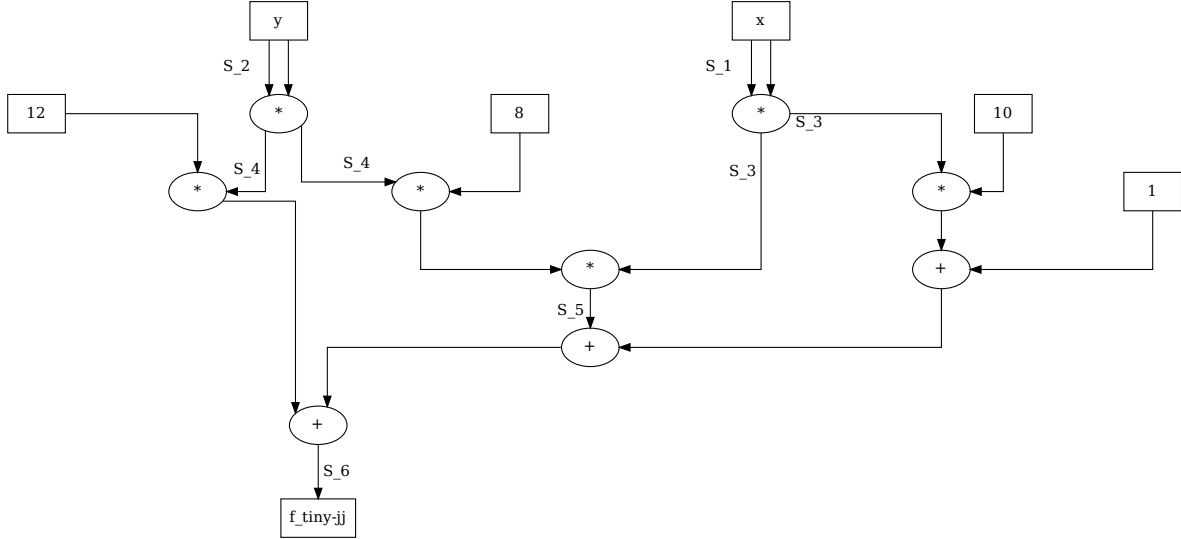 y
x
S_2
S_1
12
*
8
*
10
S_3
S_4
S_4
S_3
*
*
*
1
*
+
S_5
+
+
S_6
f_tiny-jj